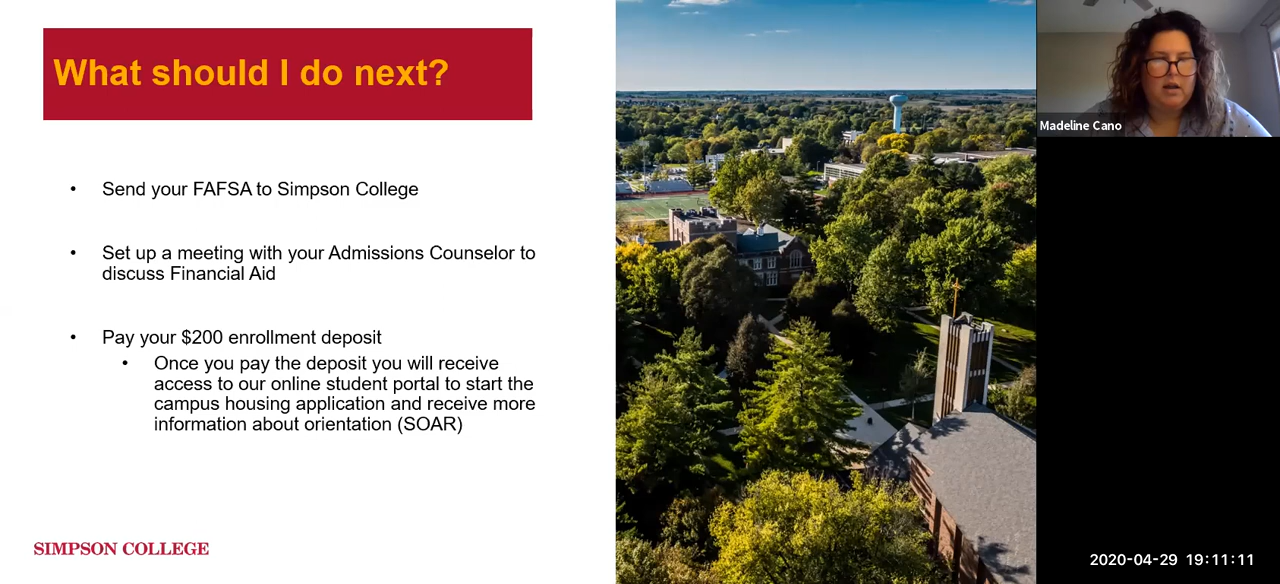 What should I do next?
• Send your FAFSA to Simpson College
• Set up a meeting with your Admissions Counselor to
discuss Financial Aid
• Pay your $200 enrollment deposit
• Once you pay the deposit you will receive
access to our online student portal to start the
campus housing application and receive more
information about orientation (SOAR)
SIMPSON COLLEGE
Madeline Cano
2020-04-29 19:11:11